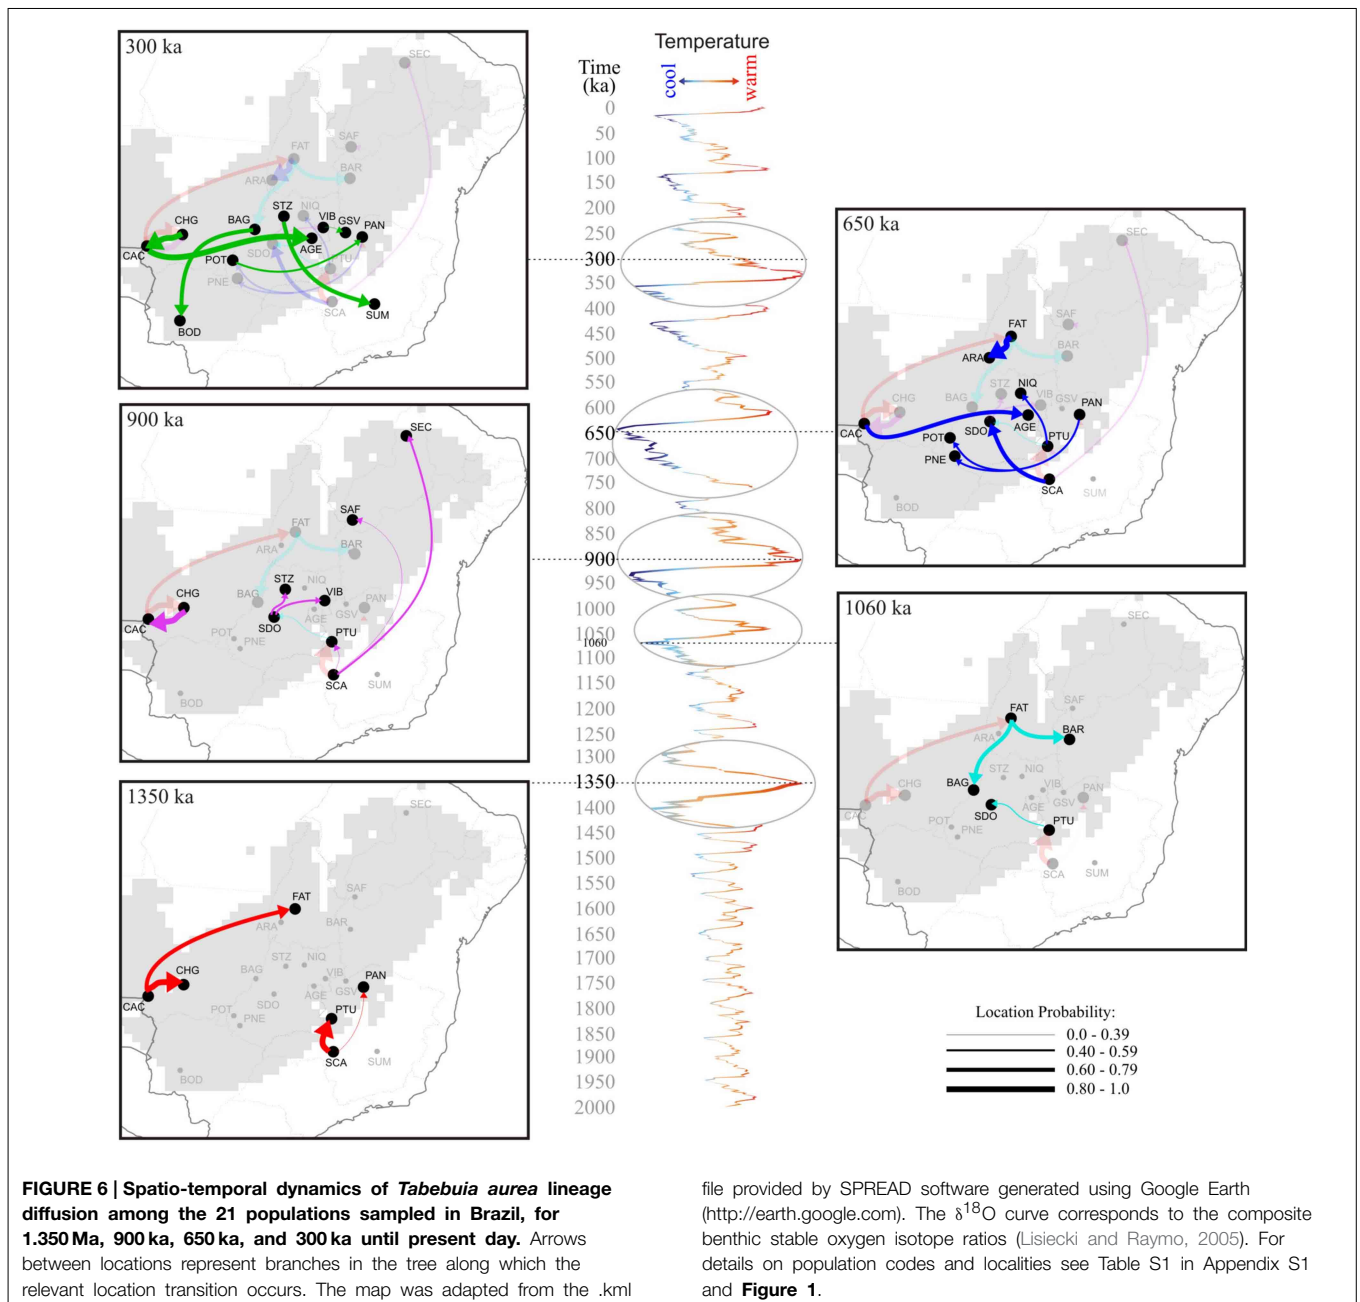 300 ka
SEC
SAF
FAT
BAR
ARA
STZ
NIQ
VIB
GSV
PAN
CHG
BAG
AGE
CAC
SDO
POT
PTU
PNE
SCA
SUM
BOD
900 ka
SEC
SAF
FAT
ARA
BAR
STZ
NIQ
VIB
CHG
BAG
PAN
GSV
AGE
CAC
SDO
POT
PTU
PNE
SCA
SUM
BOD
1350 ka
SEC
SAF
FAT
ARA
BAR
STZ
NIQ
CHG
BAG
VIB
PAN
GSV
AGE
CAC
SDO
POT
PTU
PNE
SCA
SUM
BOD
Temperature
Time
(ka)
cool
warm
0
50
100
150
200
250
300
350
400
450
500
550
600
650
700
750
800
850
900
950
1000
1050
1060
1100
1150
1200
1250
1300
1350
1400
1450
1500
1550
1600
1650
1700
1750
1800
1850
1900
1950
2000
650 ka
SEC
SAF
FAT
BAR
ARA
STZ
NIQ
BAG
VIB
GSV
PAN
CHG
AGE
CAC
SDO
POT
PTU
PNE
SCA
SUM
BOD
1060 ka
SEC
SAF
FAT
ARA
BAR
STZ
NIQ
BAG
VIB
PAN
CHG
AGE
GSV
CAC
SDO
POT
PTU
PNE
SCA
SUM
BOD
Location Probability:
0.0 - 0.39
0.40 - 0.59
0.60 - 0.79
0.80 - 1.0
FIGURE 6 | Spatio-temporal dynamics of Tabebuia aurea lineage
diffusion among the 21 populations sampled in Brazil, for
1.350 Ma, 900 ka, 650 ka, and 300 ka until present day. Arrows
between locations represent branches in the tree along which the
relevant location transition occurs. The map was adapted from the .kml
file provided by SPREAD software generated using Google Earth
(http://earth.google.com). The δ18O curve corresponds to the composite
benthic stable oxygen isotope ratios (Lisiecki and Raymo, 2005). For
details on population codes and localities see Table S1 in Appendix S1
and Figure 1.